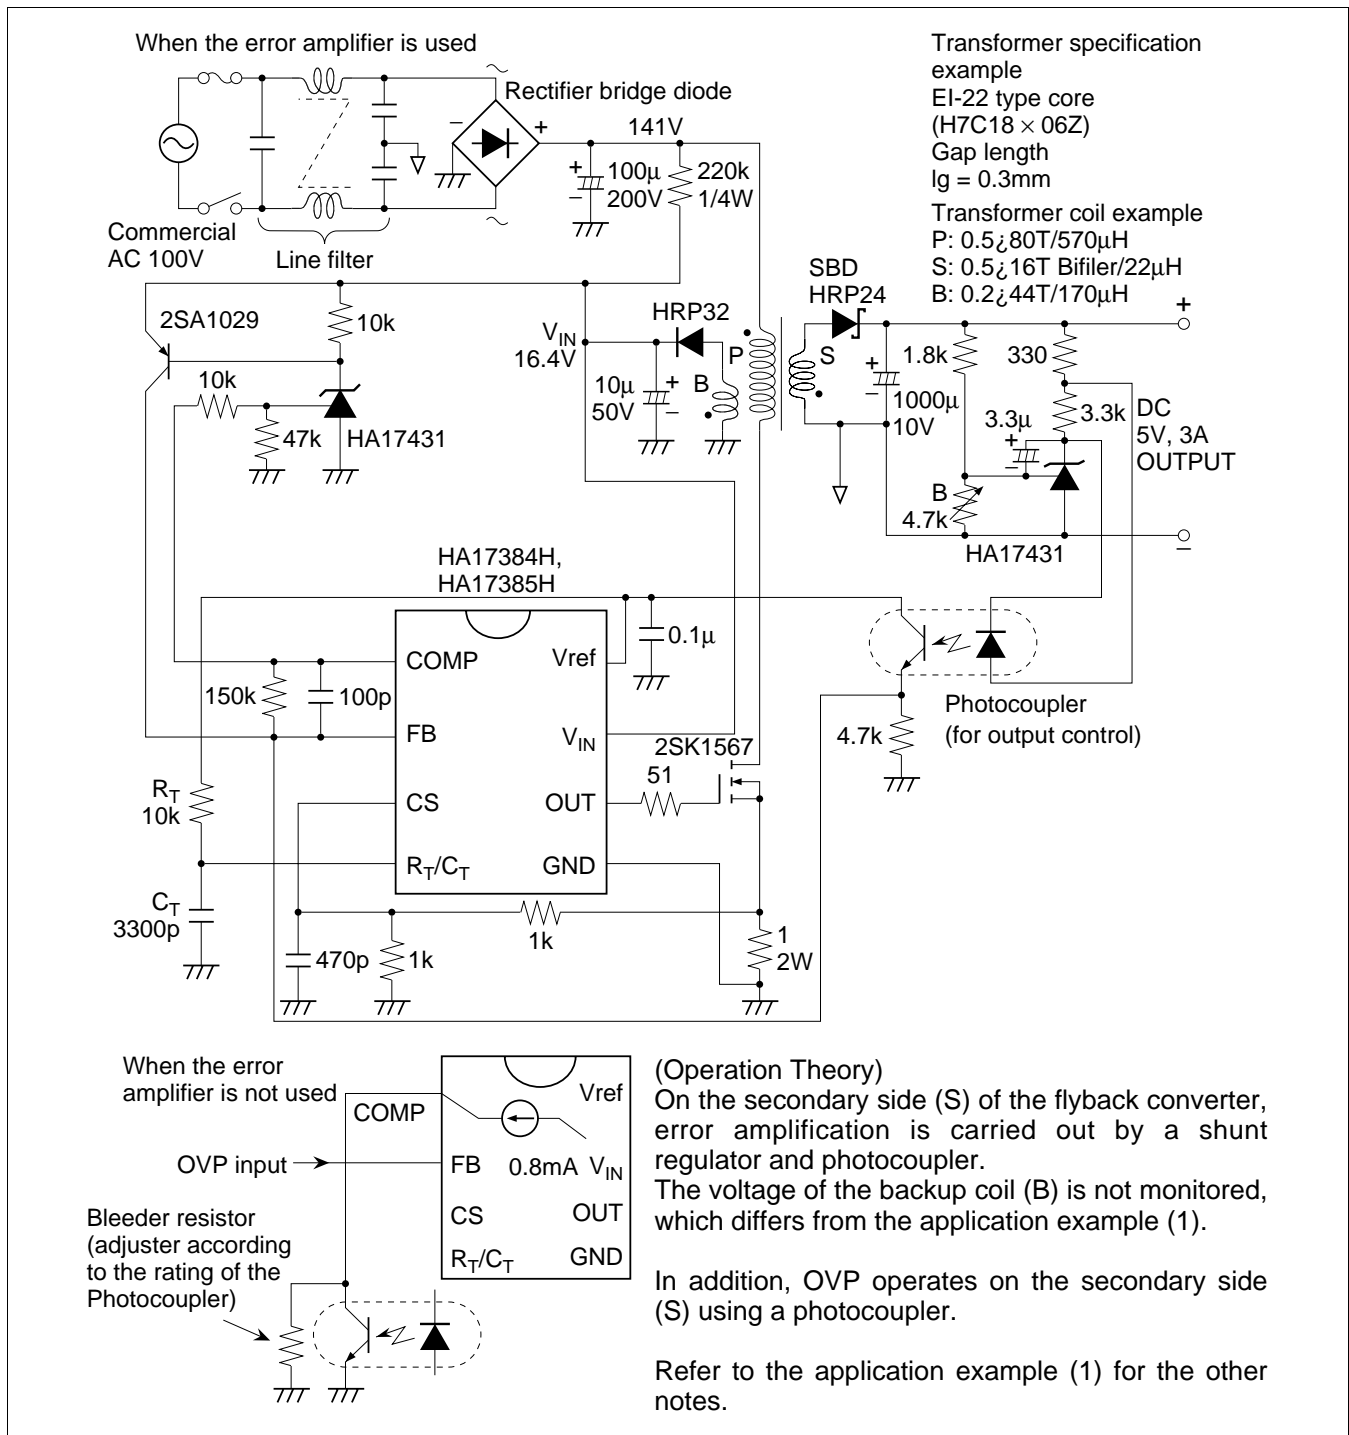 When the error amplifier is used
Rectifier bridge diode
−
+
141V
100µ
200V
+
−
220k
1/4W
Commercial
AC 100V
Line filter
Transformer specification
example
EI-22 type core
(H7C18 × 06Z)
Gap length
lg = 0.3mm
Transformer coil example
P: 0.5¿80T/570µH
S: 0.5¿16T Bifiler/22µH
B: 0.2¿44T/170µH
2SA1029
10k
10k
47k
HA17431
VIN
16.4V
HRP32
10µ
50V
+
−
B
P
S
SBD
HRP24
+
−
1000µ
10V
1.8k
330
3.3k
3.3µ
+
−
B
4.7k
HA17431
+
DC
5V, 3A
OUTPUT
−
HA17384H,
HA17385H
COMP
FB
CS
RT/CT
Vref
VIN
OUT
GND
0.1µ
150k
100p
RT
10k
CT
3300p
470p
1k
1k
51
2SK1567
1
2W
4.7k
Photocoupler
(for output control)
When the error
amplifier is not used
COMP
Vref
OVP input
FB
0.8mA
VIN
CS
OUT
RT/CT
GND
Bleeder resistor
(adjuster according
to the rating of the
Photocoupler)
(Operation Theory)
On the secondary side (S) of the flyback converter,
error amplification is carried out by a shunt
regulator and photocoupler.
The voltage of the backup coil (B) is not monitored,
which differs from the application example (1).
In addition, OVP operates on the secondary side
(S) using a photocoupler.
Refer to the application example (1) for the other
notes.